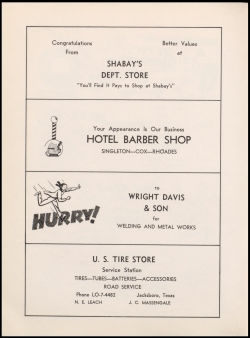 Congratulations Better Values
From at
SHABAY'S
DEPT. STORE
"You'll Find It Pays to Shop at Shabay's"
Your Appearance is Our Business
HOTEL BARBER SHOP
SINGLETON—COX—RHOADES
HURRY!
to
WRIGHT DAVIS
& SON
for
WELDING AND METAL WORKS
U. S. TIRE STORE
Service Station
TIRES—TUBES—BATTERIES—ACCESSORIES
ROAD SERVICE
Phone LO-7-4462 Jacksboro, Texas
N. E. LEACH J. C. MASSENGALE